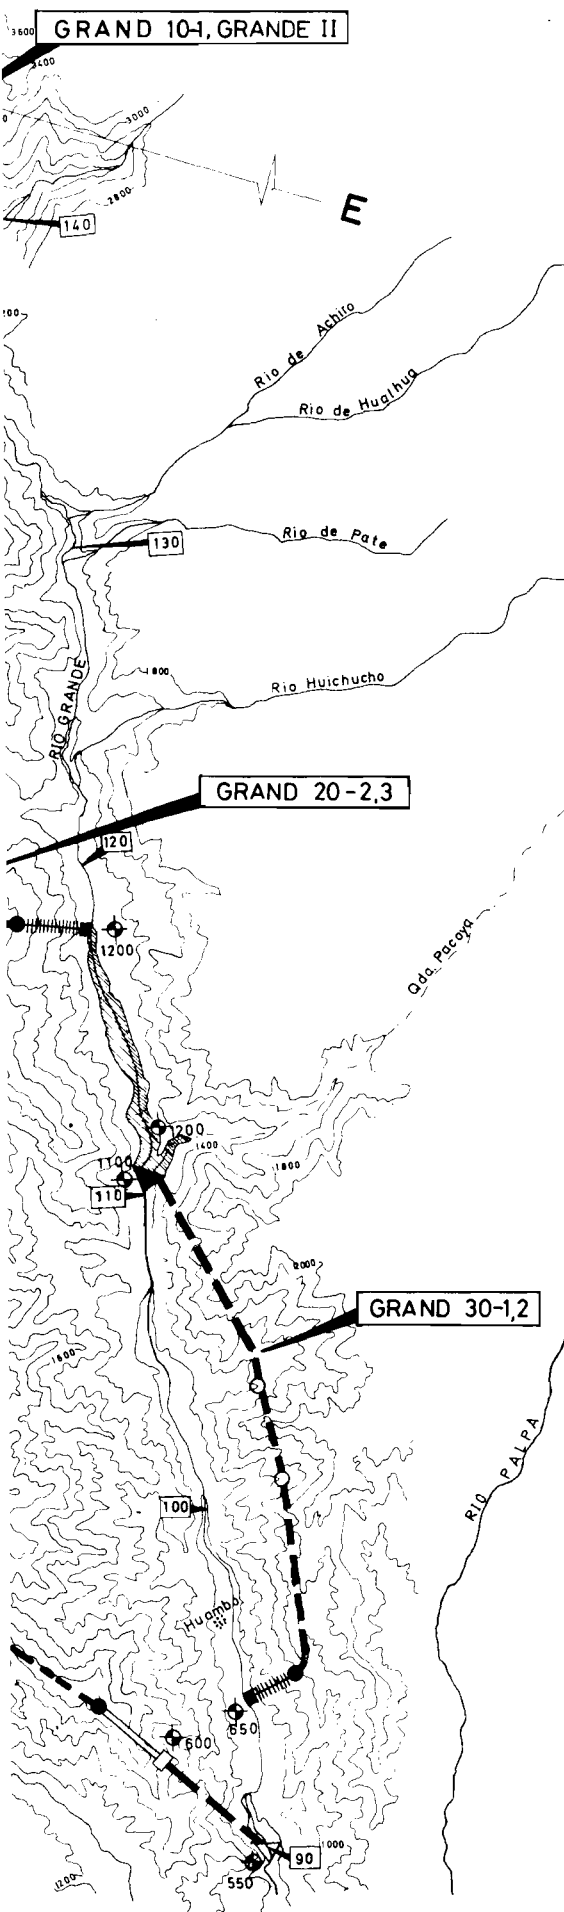 3600
GRAND 10-1, GRANDE II
3400
3000
E
2800
140
Rio de Achiro
Rio de Hualhua
130
Rio de Pate
1800
Rio Huichucho
RIO GRANDE
GRAND 20-2,3
120
1200
Qda. Pacoya
1200
1400
1100
1800
110
2000
GRAND 30-1,2
1600
RIO PALPA
100
Huambo
650
600
1000
90
550
1200